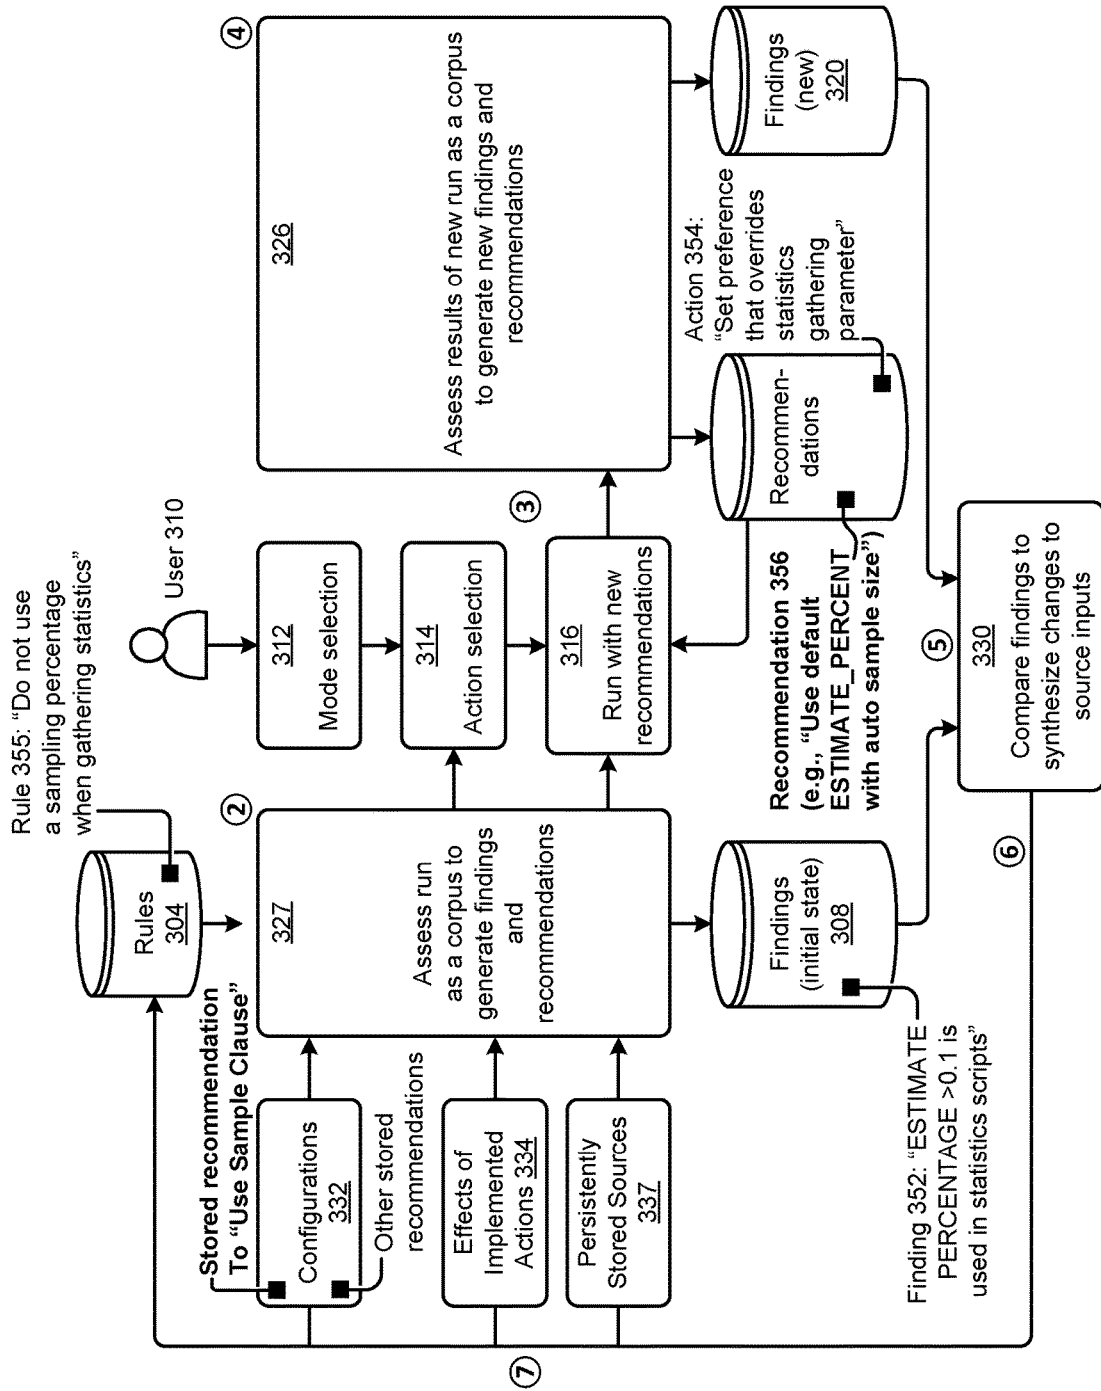 Rule 355: “Do not use
a sampling percentage
when gathering statistics”
User 310
④
Rules
304
Stored recommendation
To “Use Sample Clause”
②
Configurations
332
Other stored
recommendations
Effects of
Implemented
Actions 334
Persistently
Stored Sources
337
327
Assess run
as a corpus to
generate findings
and
recommendations
312
Mode selection
314
Action selection
③
316
Run with new
recommendations
326
Assess results of new run as a corpus
to generate new findings and
recommendations
⑦
Finding 352: “ESTIMATE
PERCENTAGE >0.1 is
used in statistics scripts”
Findings
(initial state)
308
Recommendation 356
(e.g., “Use default
ESTIMATE_PERCENT
with auto sample size”)
Recommen-
dations
Action 354:
“Set preference
that overrides
statistics
gathering
parameter”
Findings
(new)
320
⑥
⑤
330
Compare findings to
synthesize changes to
source inputs